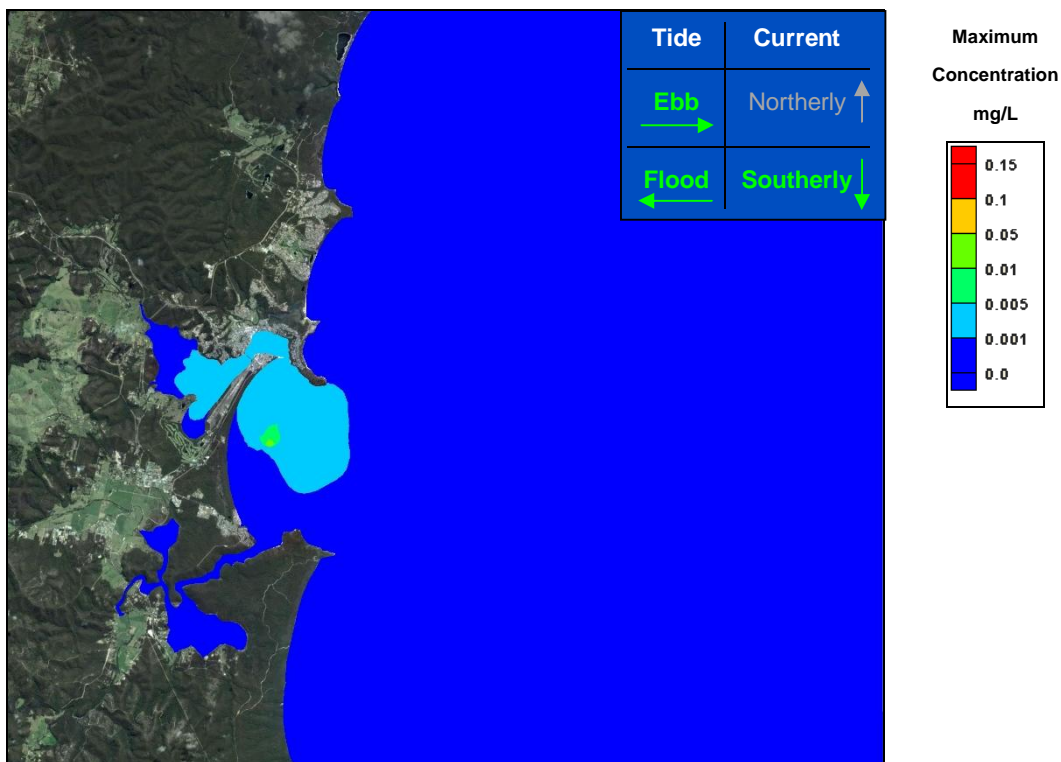 Tide Current
Ebb Northerly
Flood Southerly
Maximum
Concentration
mg/L
0.15
0.1
0.05
0.01
0.005
0.001
0.0